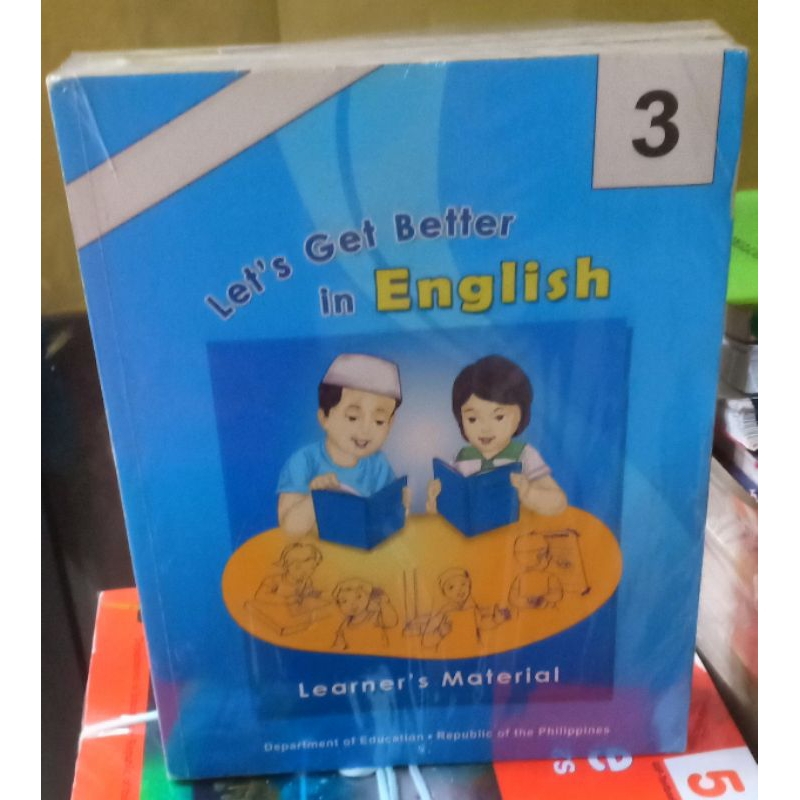 3
Let's Get Better
in English
Learner's Material
Department of Education • Republic of the Philippines
5